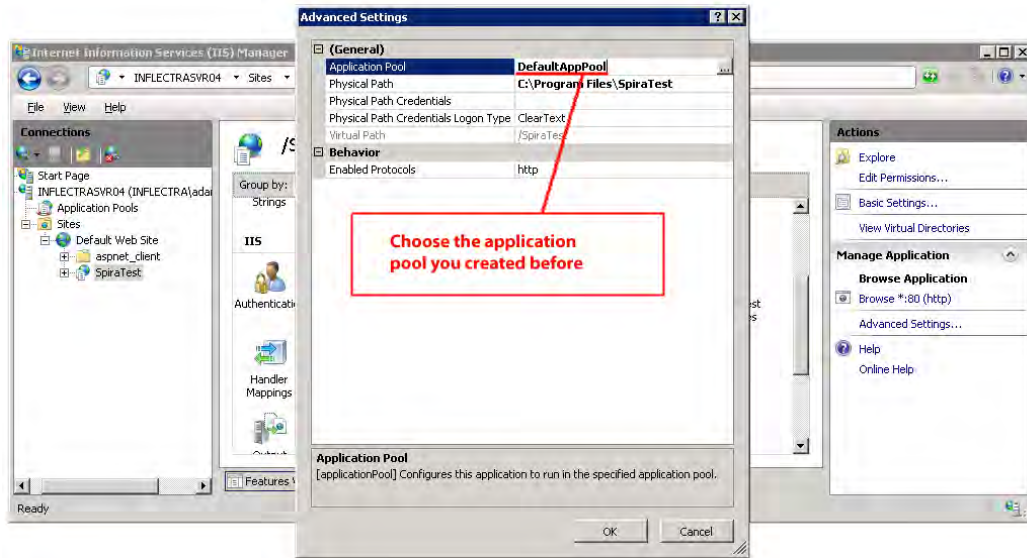 Advanced Settings
Internet Information Services (IIS) Manager
INFLECTRASVR04 Sites
File View Help
Connections
Start Page
INFLECTRASVR04 (INFLECTRA\adar
Application Pools
Sites
Default Web Site
aspnet_client
SpiraTest
Ready
/S
Group by:
Strings
IIS
Authenticati
Handler
Mappings
Features
(General)
Application Pool DefaultAppPool ...
Physical Path C:\Program Files\SpiraTest
Physical Path Credentials
Physical Path Credentials Logon Type ClearText
Virtual Path /SpiraTest
Behavior
Enabled Protocols http
Choose the application
pool you created before
Application Pool
[applicationPool] Configures this application to run in the specified application pool.
OK Cancel
Actions
Explore
Edit Permissions...
Basic Settings...
View Virtual Directories
Manage Application
Browse Application
Browse *:80 (http)
Advanced Settings...
Help
Online Help